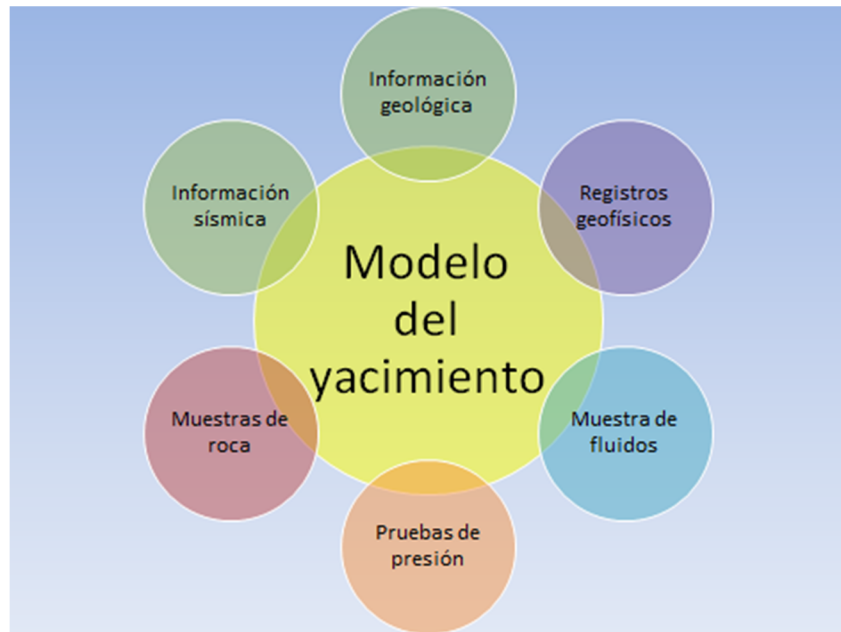 Información
geológica
Registros
geofísicos
Muestra de
fluidos
Pruebas de
presión
Muestras de
roca
Información
sísmica
Modelo
del
yacimiento